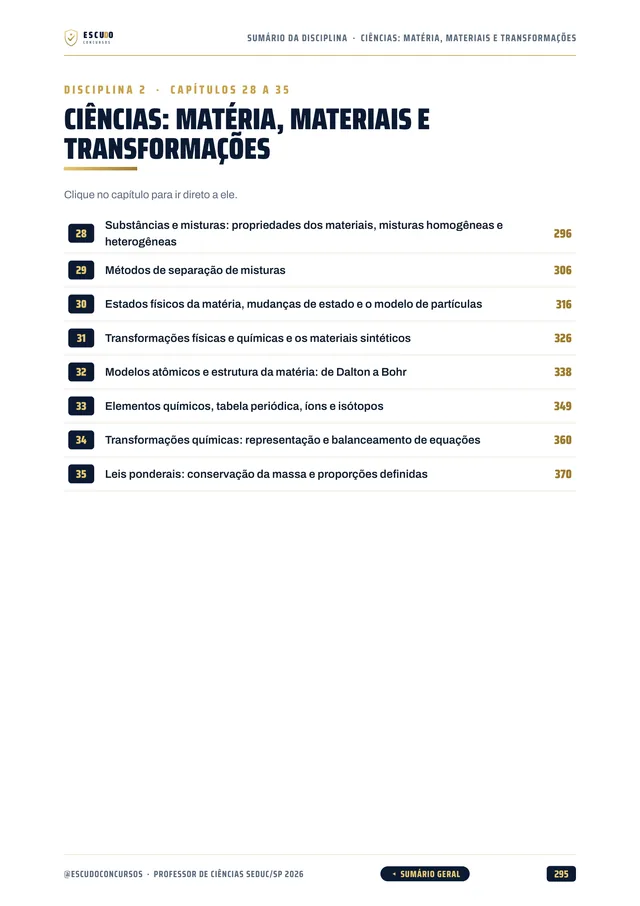 ESCUDO
CONCURSOS
SUMÁRIO DA DISCIPLINA · CIÊNCIAS: MATÉRIA, MATERIAIS E TRANSFORMAÇÕES
DISCIPLINA 2 · CAPÍTULOS 28 A 35
CIÊNCIAS: MATÉRIA, MATERIAIS E
TRANSFORMAÇÕES
Clique no capítulo para ir direto a ele.
28 Substâncias e misturas: propriedades dos materiais, misturas homogêneas e
heterogêneas 296
29 Métodos de separação de misturas 306
30 Estados físicos da matéria, mudanças de estado e o modelo de partículas 316
31 Transformações físicas e químicas e os materiais sintéticos 326
32 Modelos atômicos e estrutura da matéria: de Dalton a Bohr 338
33 Elementos químicos, tabela periódica, íons e isótopos 349
34 Transformações químicas: representação e balanceamento de equações 360
35 Leis ponderais: conservação da massa e proporções definidas 370
@ESCUDOCONCURSOS · PROFESSOR DE CIÊNCIAS SEDUC/SP 2026
SUMÁRIO GERAL
295